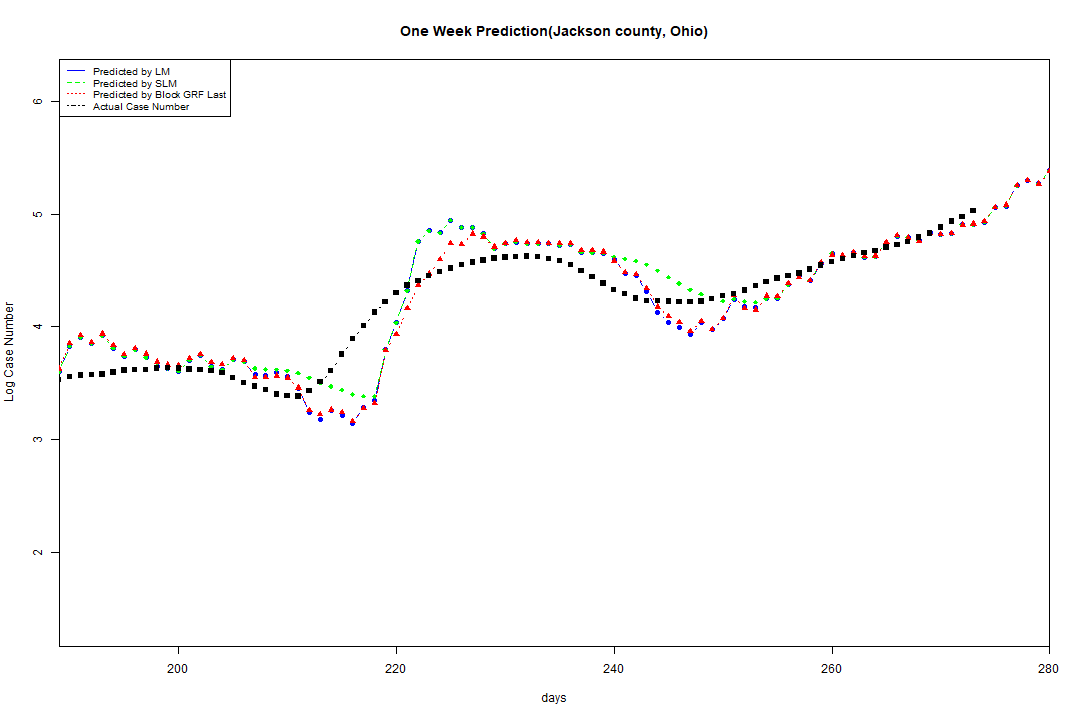 One Week Prediction(Jackson county, Ohio)
Predicted by LM
Predicted by SLM
Predicted by Block GRF Last
Actual Case Number
6
5
4
3
2
Log Case Number
200
220
240
260
280
days